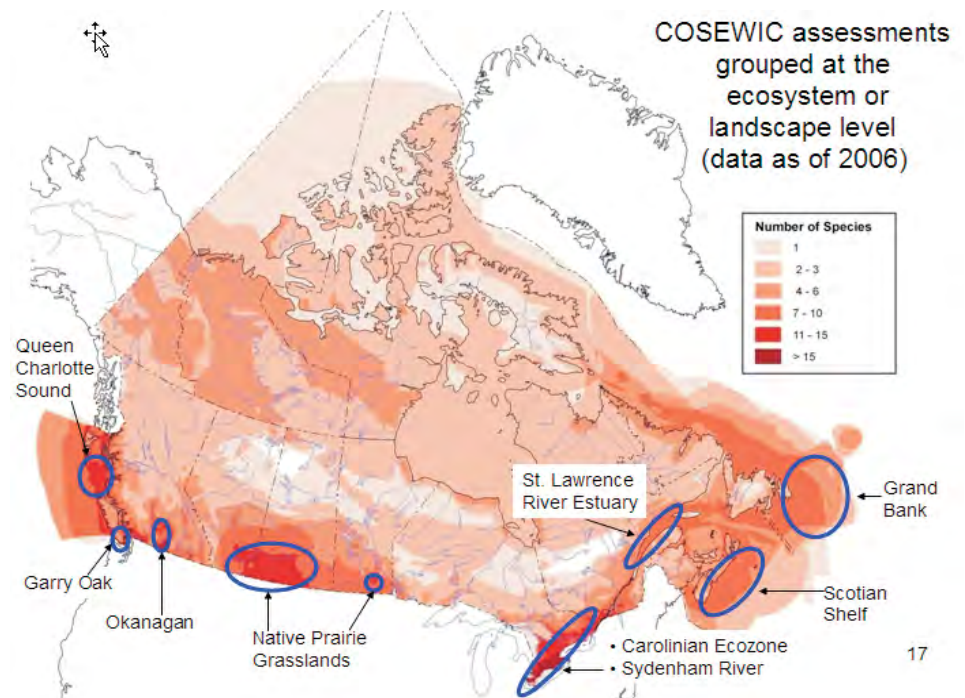 COSEWIC assessments
grouped at the
ecosystem or
landscape level
(data as of 2006)
Number of Species
1
2 - 3
4 - 6
7 - 10
11 - 15
> 15
Queen
Charlotte
Sound
Garry Oak
Okanagan
Native Prairie
Grasslands
St. Lawrence
River Estuary
Grand
Bank
Scotian
Shelf
• Carolinian Ecozone
• Sydenham River
17